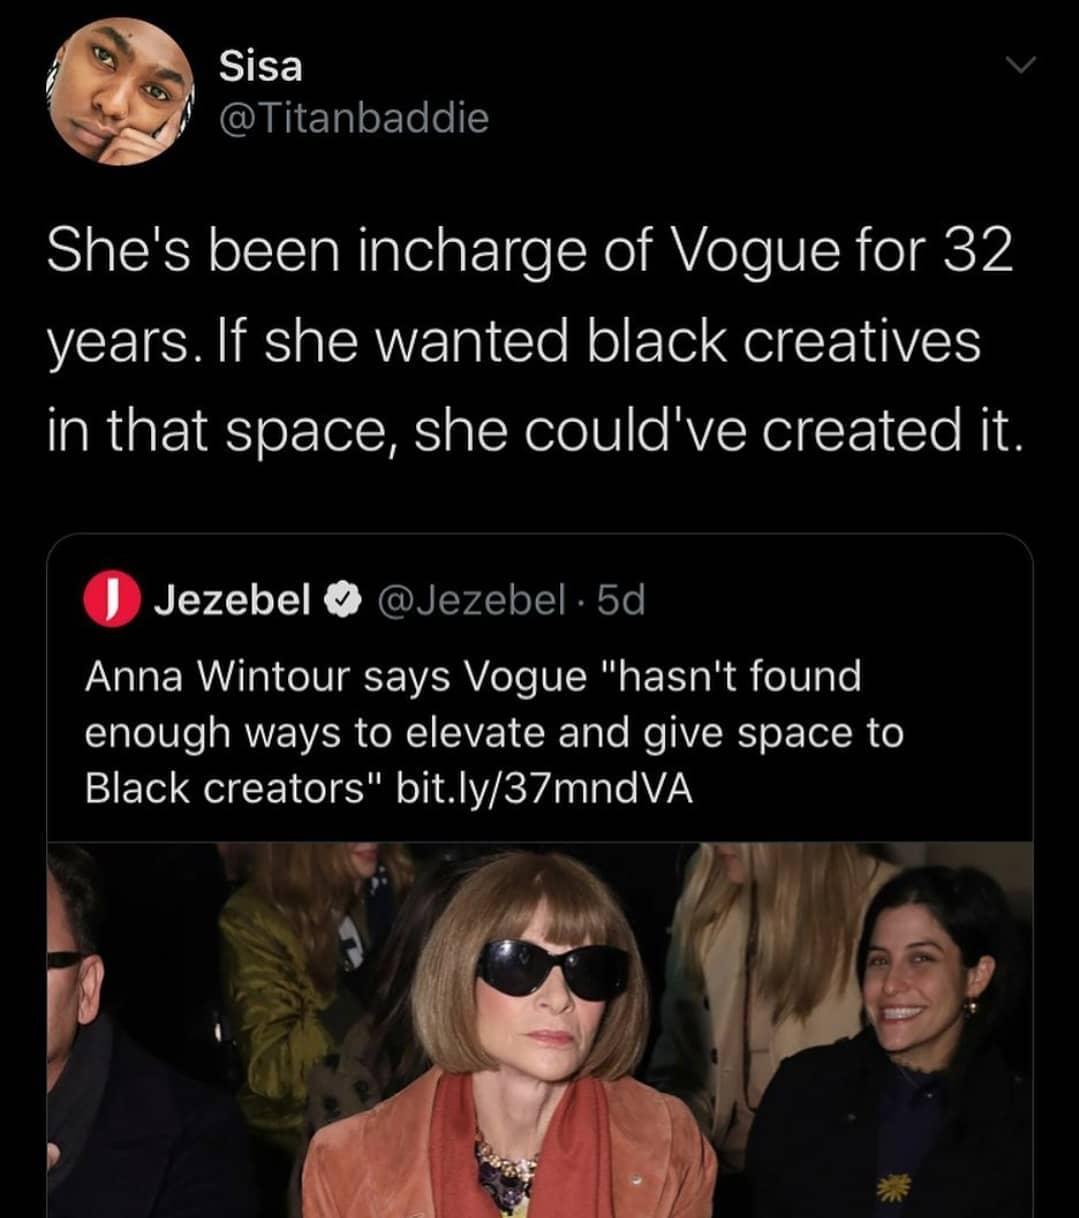 Sisa
@Titanbaddie
She's been incharge of Vogue for 32
years. If she wanted black creatives
in that space, she could've created it.
Jezebel @Jezebel · 5d
Anna Wintour says Vogue "hasn't found
enough ways to elevate and give space to
Black creators" bit.ly/37mndVA